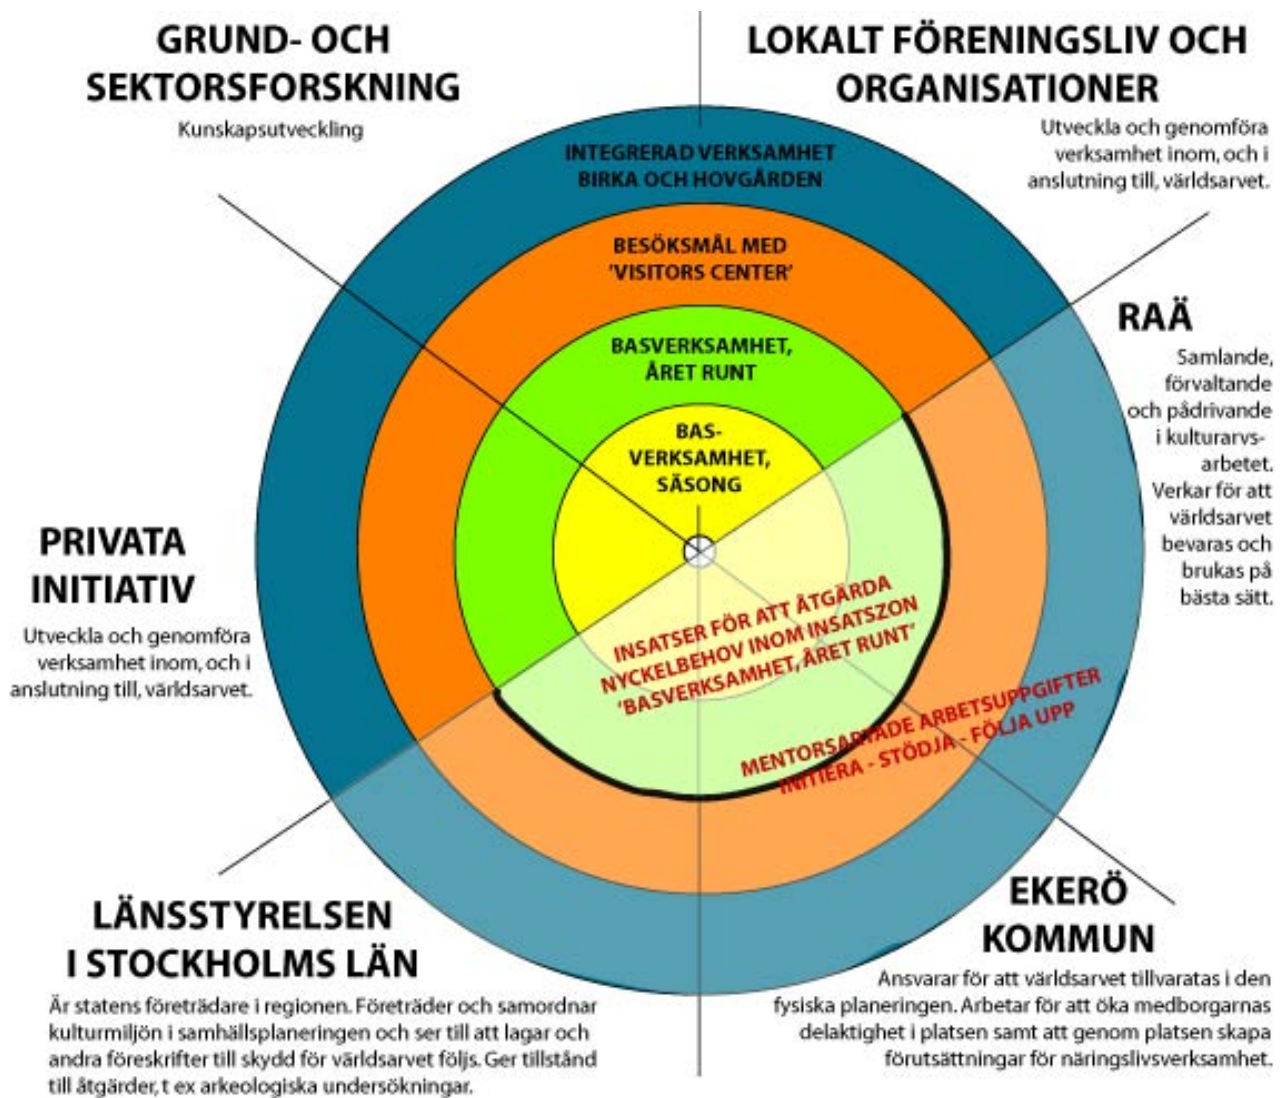 GRUND- OCH
SEKTORSFORSKNING
Kunskapsutveckling
LOKALT FÖRENINGSLIV OCH
ORGANISATIONER
Utveckla och genomföra
verksamhet inom, och i
anslutning till, världsarvet.
INTEGRERAD VERKSAMHET
BIRKA OCH HOVGÅRDEN
BESÖKSMÅL MED
'VISITORS CENTER'
BASVERKSAMHET,
ÅRET RUNT
BAS-
VERKSAMHET,
SÄSONG
RAÄ
Samlande,
förvaltande
och pådrivande
i kulturarvs-
arbetet.
Verkar för att
världsarvet
bevaras och
brukas på
bästa sätt.
PRIVATA
INITIATIV
Utveckla och genomföra
verksamhet inom, och i
anslutning till, världsarvet.
INSATSER FÖR ATT ÅTGÄRDA
NYCKELBEHOV INOM INSATSZON
'BASVERKSAMHET, ÅRET RUNT'
MENTORSARTADE ARBETSUPPGIFTER
INITIERA - STÖDJA - FÖLJA UPP
LÄNSSTYRELSEN
I STOCKHOLMS LÄN
Är statens företrädare i regionen. Företräder och samordnar
kulturmiljön i samhällsplaneringen och ser till att lagar och
andra föreskrifter till skydd för världsarvet följs. Ger tillstånd
till åtgärder, t ex arkeologiska undersökningar.
EKERÖ
KOMMUN
Ansvarar för att världsarvet tillvaratas i den
fysiska planeringen. Arbetar för att öka medborgarnas
delaktighet i platsen samt att genom platsen skapa
förutsättningar för näringslivsverksamhet.